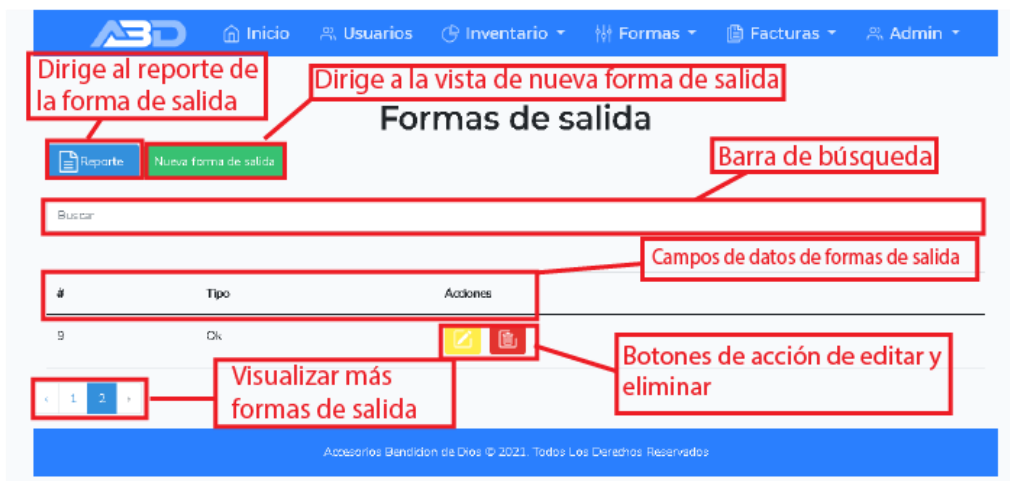 ABD Inicio Usuarios Inventario Formas Facturas Admin
Dirige al reporte de
la forma de salida
Dirige a la vista de nueva forma de salida
Formas de salida
Reporte Nueva forma de salida
Barra de búsqueda
Buscar
Campos de datos de formas de salida
# Tipo Acciones
9 Ok
Botones de acción de editar y
eliminar
Visualizar más
formas de salida
‹ 1 2 ›
Accesorios Bendicion de Dios © 2021. Todos Los Derechos Reservados